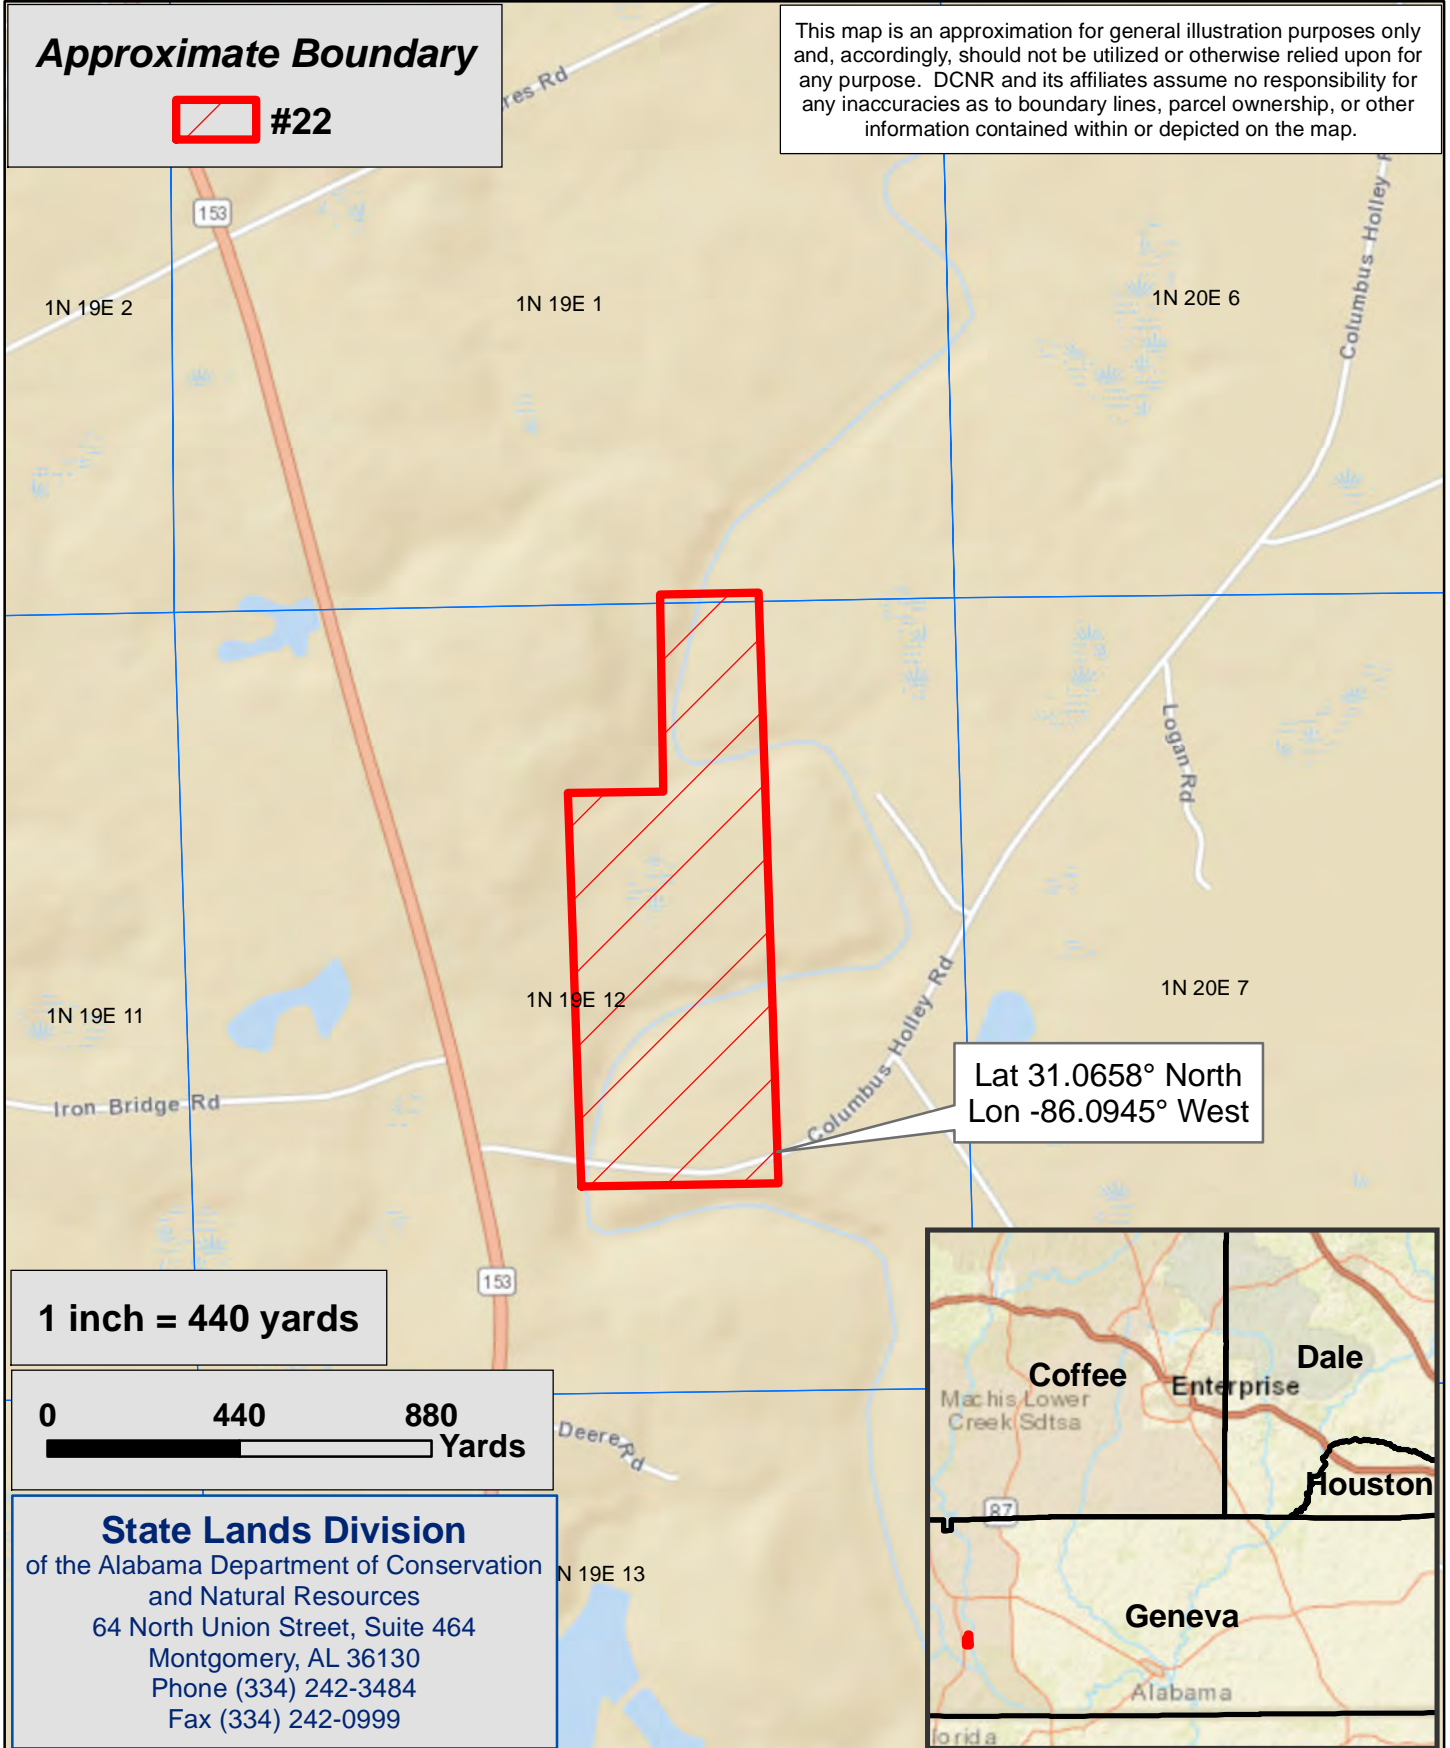 Approximate Boundary
#22
This map is an approximation for general illustration purposes only
and, accordingly, should not be utilized or otherwise relied upon for
any purpose. DCNR and its affiliates assume no responsibility for
any inaccuracies as to boundary lines, parcel ownership, or other
information contained within or depicted on the map.
res Rd
153
1N 19E 2
1N 19E 1
1N 20E 6
Columbus Holley R
Logan Rd
1N 19E 11
1N 19E 12
1N 20E 7
Columbus Holley Rd
Iron Bridge Rd
Lat 31.0658° North
Lon -86.0945° West
153
1 inch = 440 yards
0 440 880
Yards
Deere Rd
N 19E 13
State Lands Division
of the Alabama Department of Conservation
and Natural Resources
64 North Union Street, Suite 464
Montgomery, AL 36130
Phone (334) 242-3484
Fax (334) 242-0999
Coffee
Dale
Enterprise
Machis Lower
Creek Sdtsa
Houston
87
Geneva
Alabama
lorida